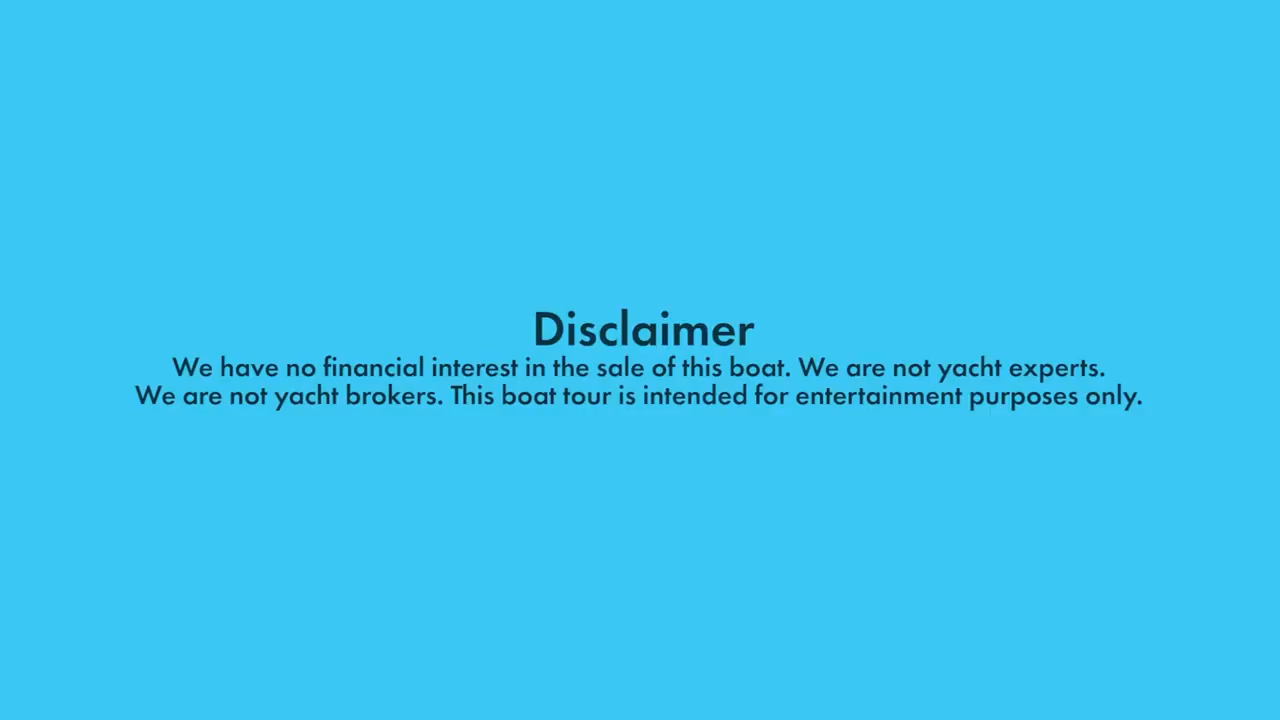 Disclaimer
We have no financial interest in the sale of this boat. We are not yacht experts.
We are not yacht brokers. This boat tour is intended for entertainment purposes only.